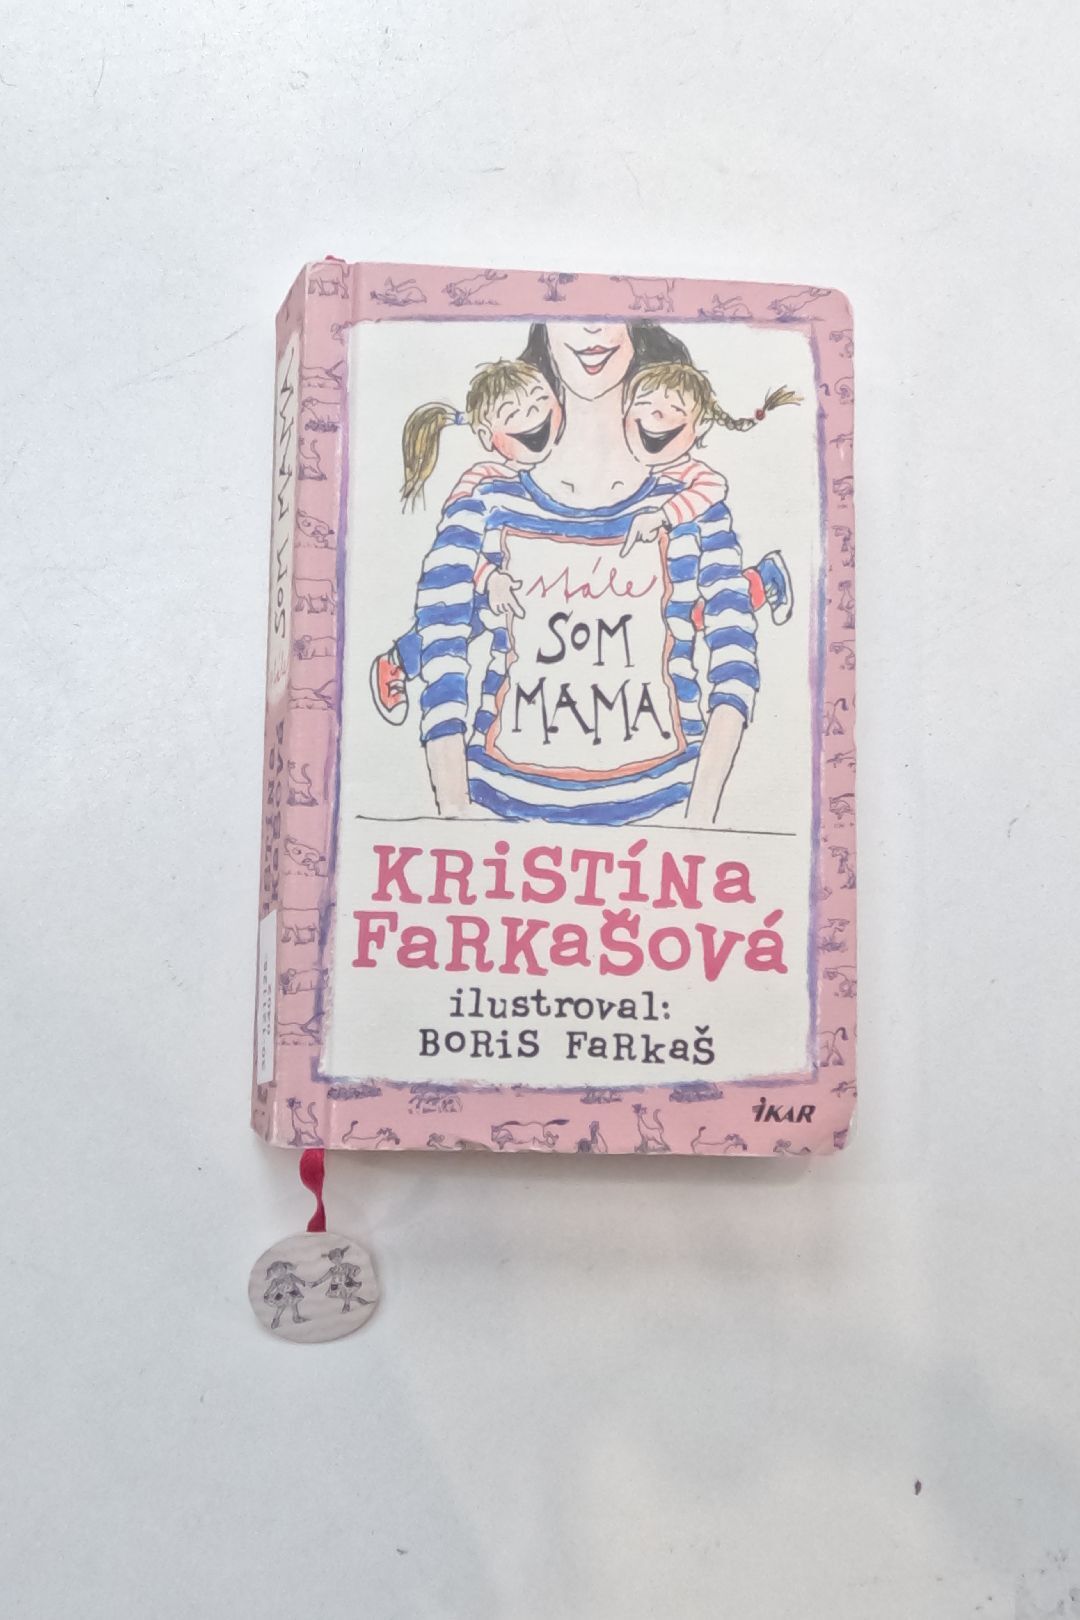 stále
SOM
MAMA
KRiSTíNa
FaRKaŠová
ilustroval:
BORiS FaRkaŠ
iKAR
SOM MAMA